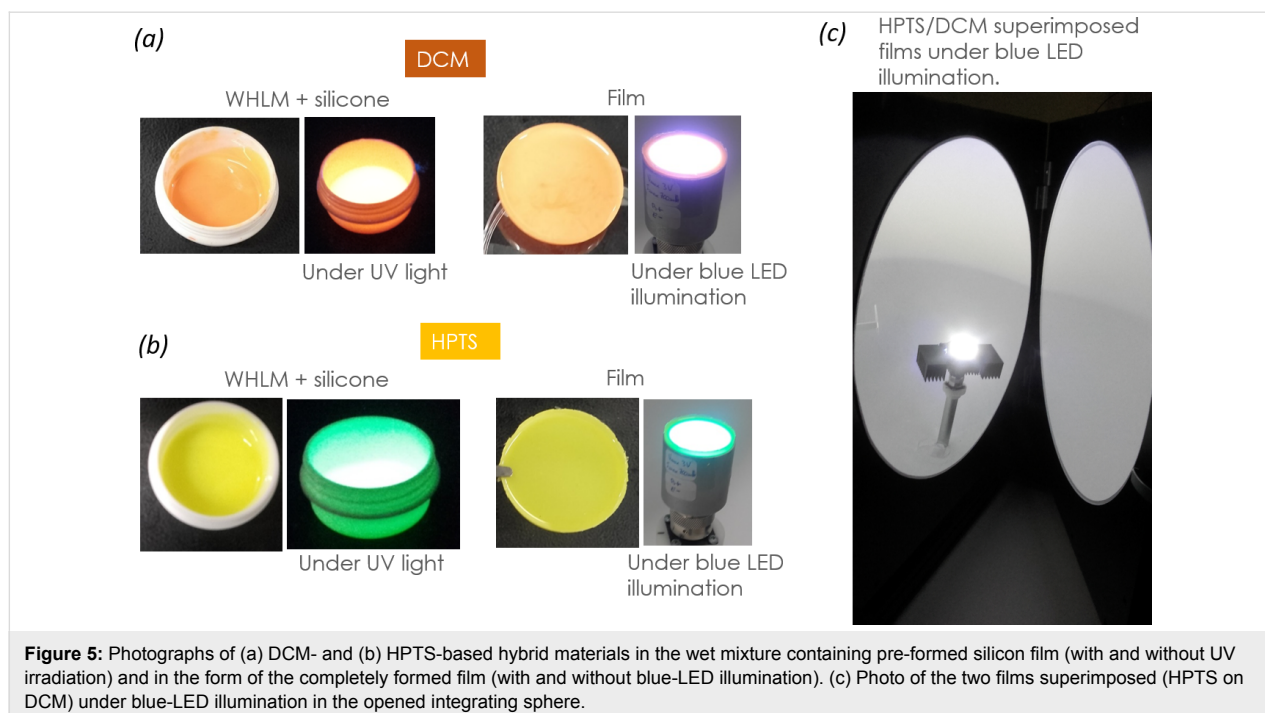 (a)
DCM
WHLM + silicone
Film
Under UV light
Under blue LED
illumination
(b)
HPTS
WHLM + silicone
Film
Under UV light
Under blue LED
illumination
(c)
HPTS/DCM superimposed
films under blue LED
illumination.
Figure 5: Photographs of (a) DCM- and (b) HPTS-based hybrid materials in the wet mixture containing pre-formed silicon film (with and without UV
irradiation) and in the form of the completely formed film (with and without blue-LED illumination). (c) Photo of the two films superimposed (HPTS on
DCM) under blue-LED illumination in the opened integrating sphere.